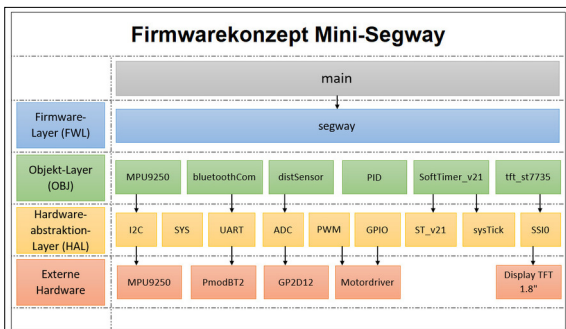 Firmwarekonzept Mini-Segway
main
Firmware-
Layer (FWL)
segway
Objekt-Layer
(OBJ)
MPU9250
bluetoothCom
distSensor
PID
SoftTimer_v21
tft_st7735
Hardware-
abstraktion-
Layer (HAL)
I2C
SYS
UART
ADC
PWM
GPIO
ST_v21
sysTick
SSI0
Externe
Hardware
MPU9250
PmodBT2
GP2D12
Motordriver
Display TFT
1.8"